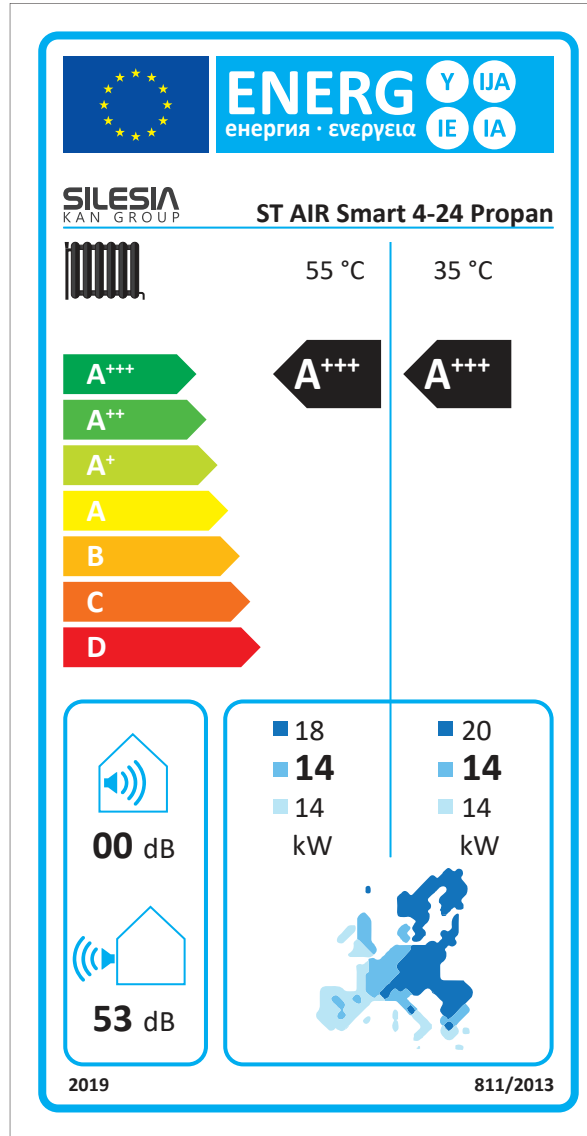 ENERG
енергия · ενεργεια
Y IJA
IE IA
SILESIA
KAN GROUP
ST AIR Smart 4-24 Propan
55 °C
35 °C
A+++
A+++
A+++
A++
A+
A
B
C
D
00 dB
53 dB
18
14
14
kW
20
14
14
kW
2019
811/2013